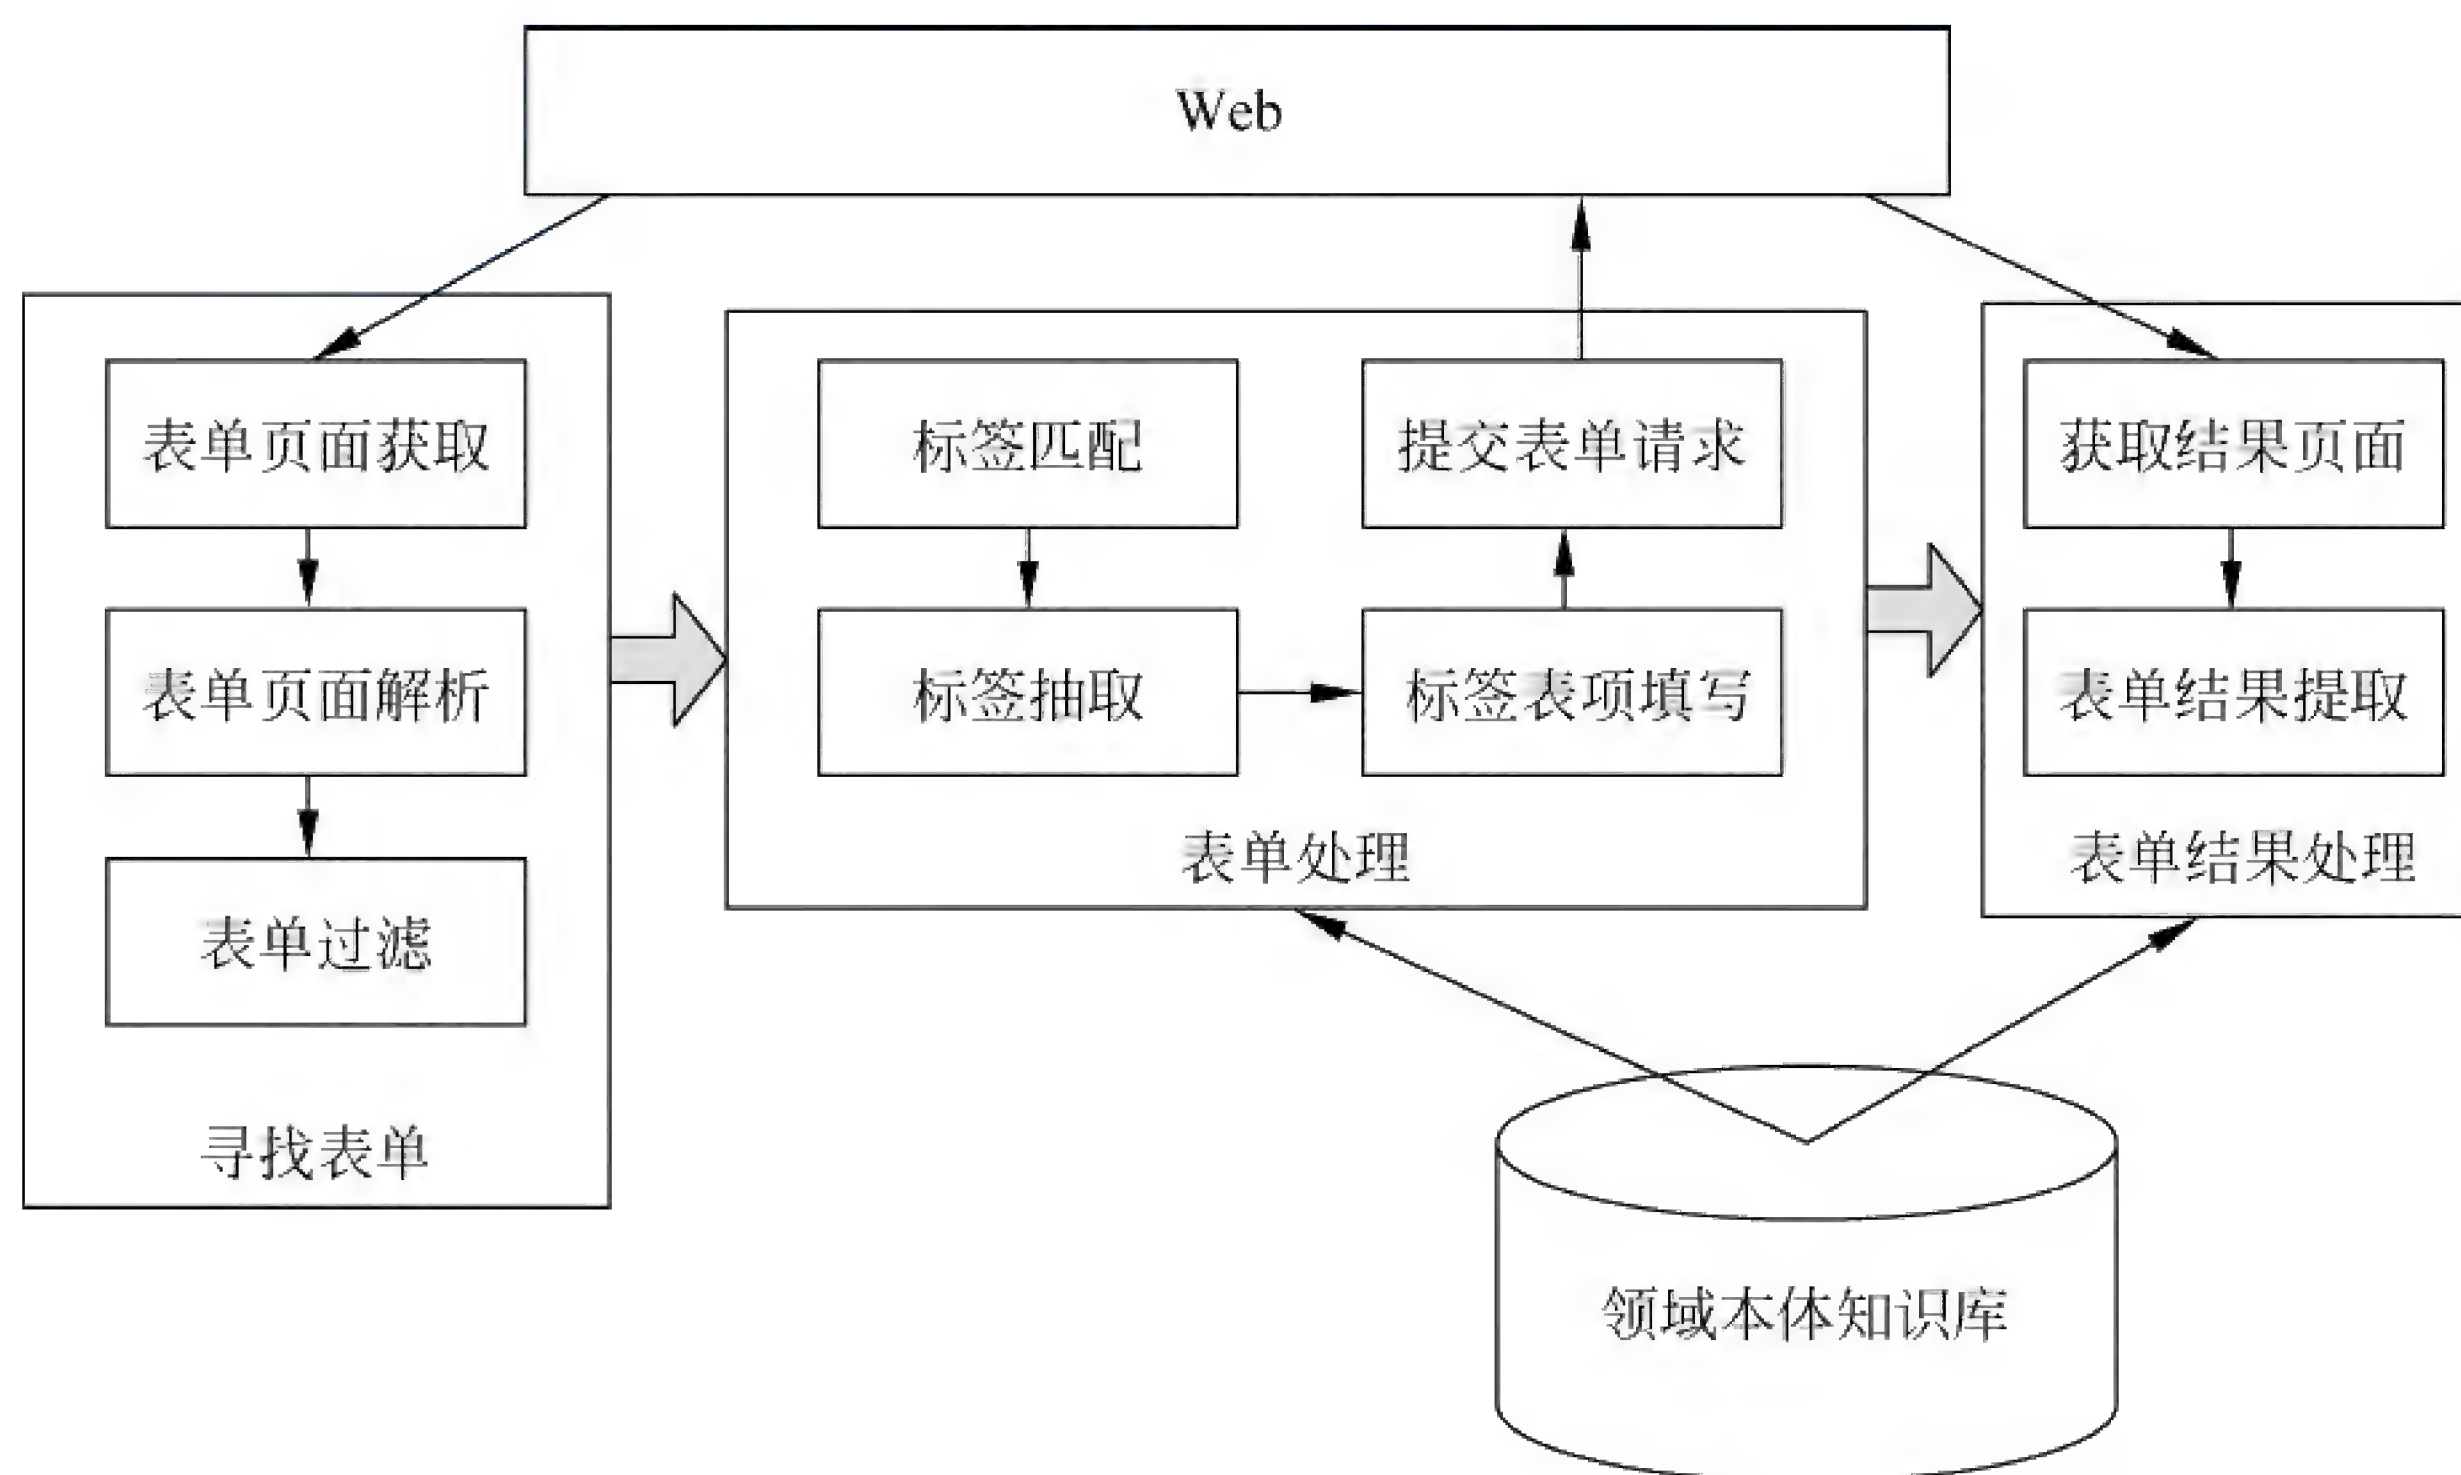 Web
表单页面获取
表单页面解析
表单过滤
寻找表单
标签匹配
提交表单请求
标签抽取
标签表项填写
表单处理
获取结果页面
表单结果提取
表单结果处理
领域本体知识库